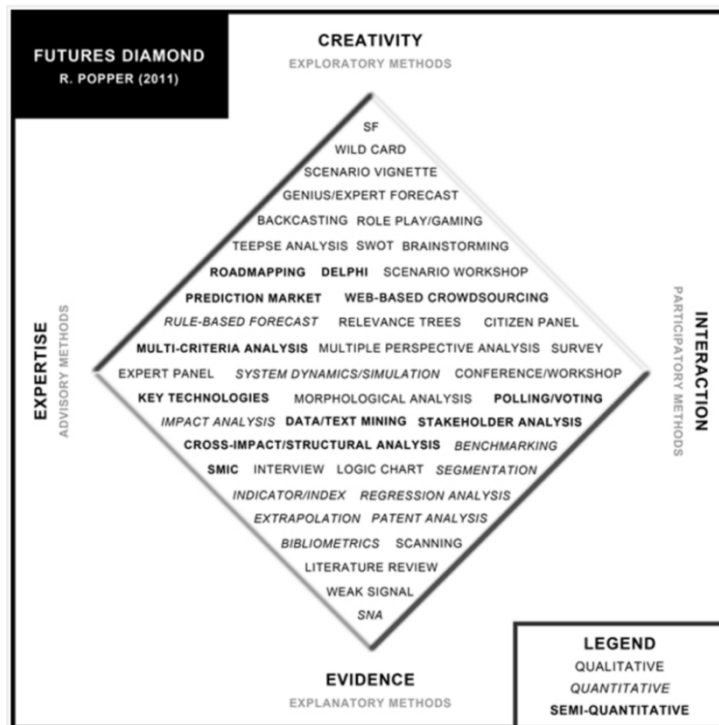 FUTURES DIAMOND
R. POPPER (2011)
CREATIVITY
EXPLORATORY METHODS
SF
WILD CARD
SCENARIO VIGNETTE
GENIUS/EXPERT FORECAST
BACKCASTING ROLE PLAY/GAMING
TEEPSE ANALYSIS SWOT BRAINSTORMING
ROADMAPPING DELPHI SCENARIO WORKSHOP
PREDICTION MARKET WEB-BASED CROWDSOURCING
RULE-BASED FORECAST RELEVANCE TREES CITIZEN PANEL
MULTI-CRITERIA ANALYSIS MULTIPLE PERSPECTIVE ANALYSIS SURVEY
EXPERT PANEL SYSTEM DYNAMICS/SIMULATION CONFERENCE/WORKSHOP
KEY TECHNOLOGIES MORPHOLOGICAL ANALYSIS POLLING/VOTING
IMPACT ANALYSIS DATA/TEXT MINING STAKEHOLDER ANALYSIS
CROSS-IMPACT/STRUCTURAL ANALYSIS BENCHMARKING
SMIC INTERVIEW LOGIC CHART SEGMENTATION
INDICATOR/INDEX REGRESSION ANALYSIS
EXTRAPOLATION PATENT ANALYSIS
BIBLIOMETRICS SCANNING
LITERATURE REVIEW
WEAK SIGNAL
SNA
EXPERTISE
ADVISORY METHODS
INTERACTION
PARTICIPATORY METHODS
EVIDENCE
EXPLANATORY METHODS
LEGEND
QUALITATIVE
QUANTITATIVE
SEMI-QUANTITATIVE